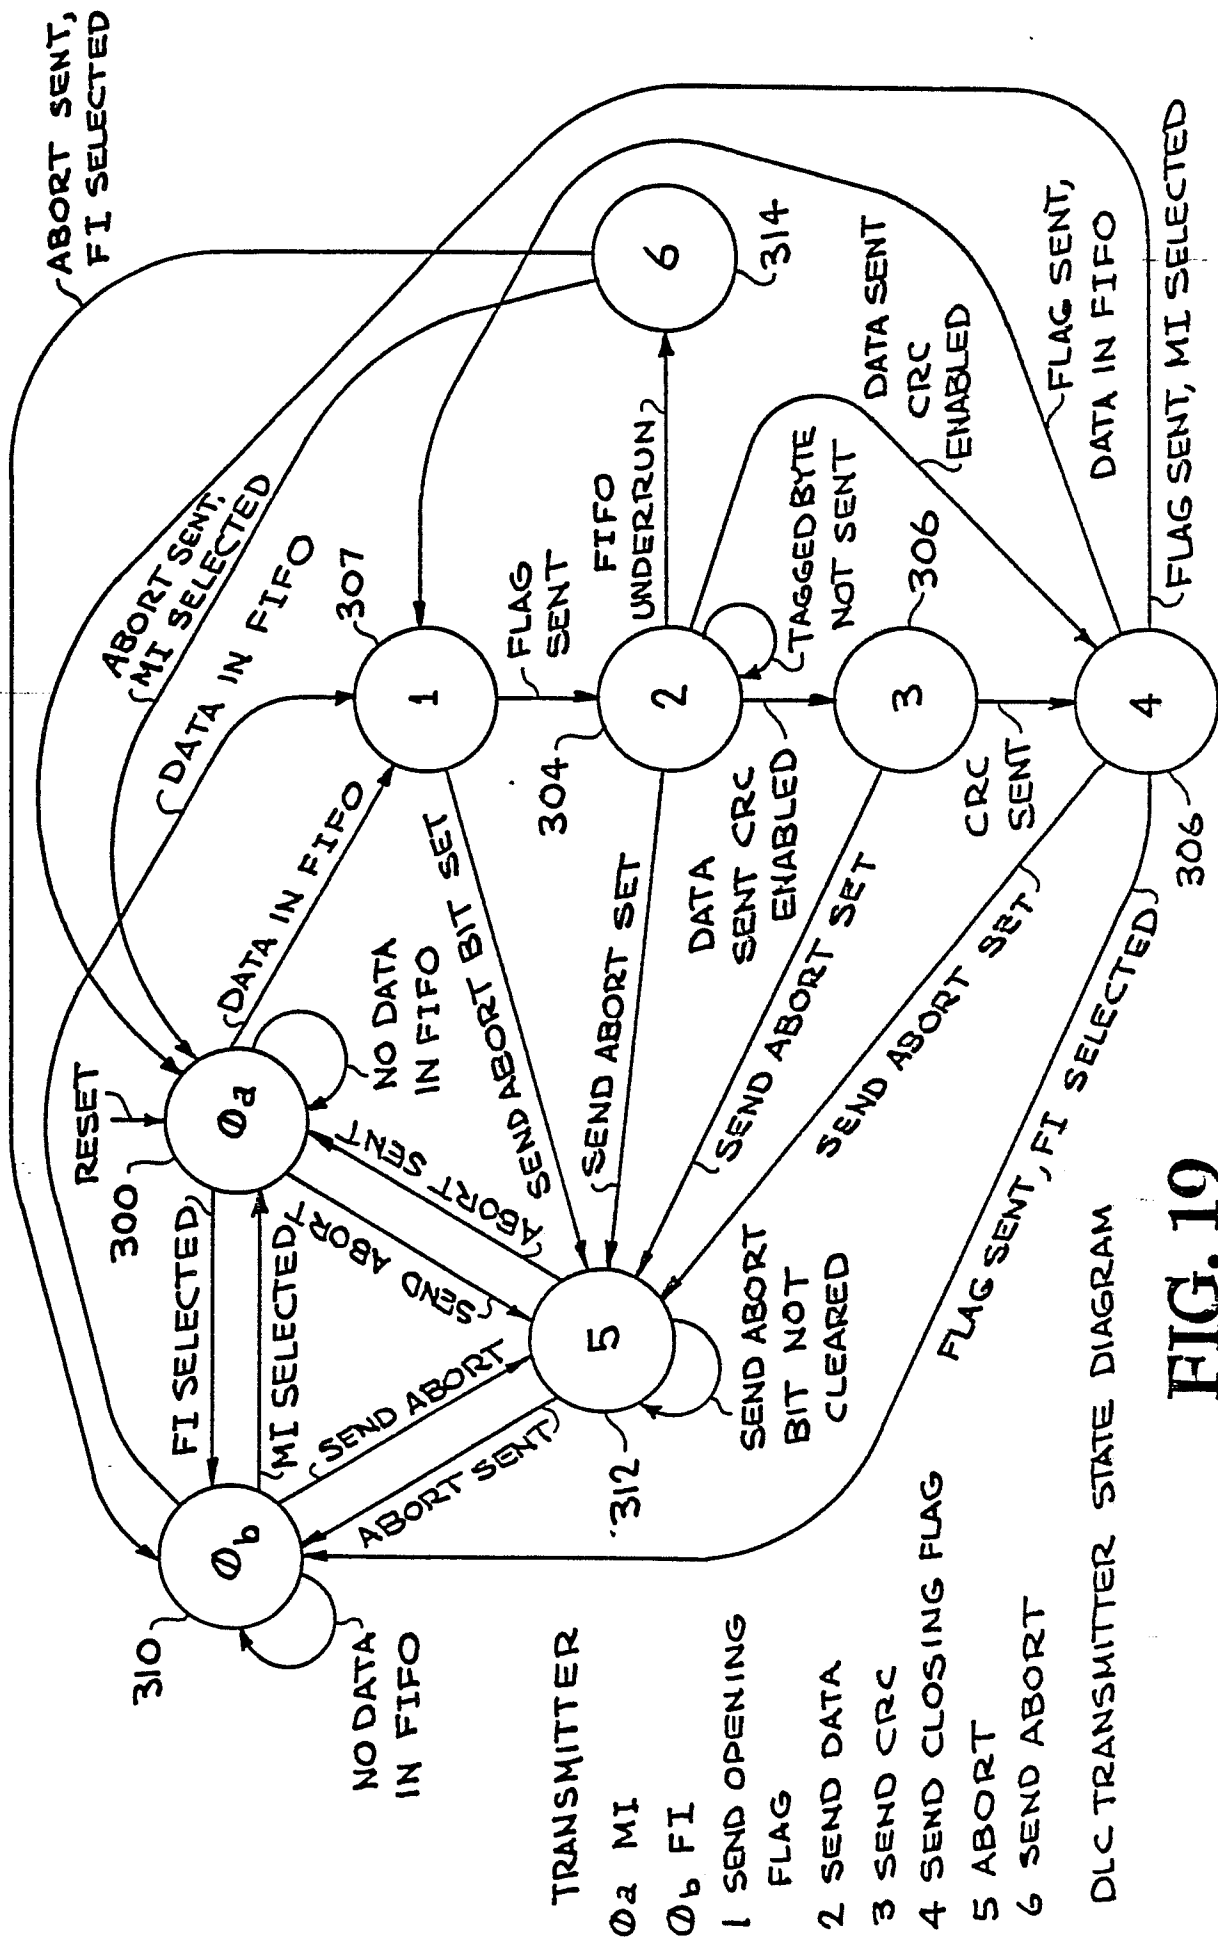 ABORT SENT,
FI SELECTED
RESET
300
FI SELECTED
MI SELECTED
0a
0b
310
NO DATA
IN FIFO
NO DATA
IN FIFO
SEND ABORT
ABORT SENT
SEND ABORT
ABORT SENT
ABORT SENT,
MI SELECTED
DATA IN FIFO
DATA IN FIFO
307
1
FLAG
SENT
SEND ABORT BIT SET
5
312
SEND ABORT
BIT NOT
CLEARED
304
2
FIFO
UNDERRUN
6
314
TAGGED BYTE
NOT SENT
SEND ABORT SET
DATA
SENT CRC
ENABLED
DATA SENT
CRC
ENABLED
3
306
SEND ABORT SET
CRC
SENT
4
306
SEND ABORT SET
FLAG SENT, FI SELECTED
FLAG SENT,
DATA IN FIFO
FLAG SENT, MI SELECTED
TRANSMITTER
0a MI
0b FI
1 SEND OPENING
FLAG
2 SEND DATA
3 SEND CRC
4 SEND CLOSING FLAG
5 ABORT
6 SEND ABORT
DLC TRANSMITTER STATE DIAGRAM
FIG. 19